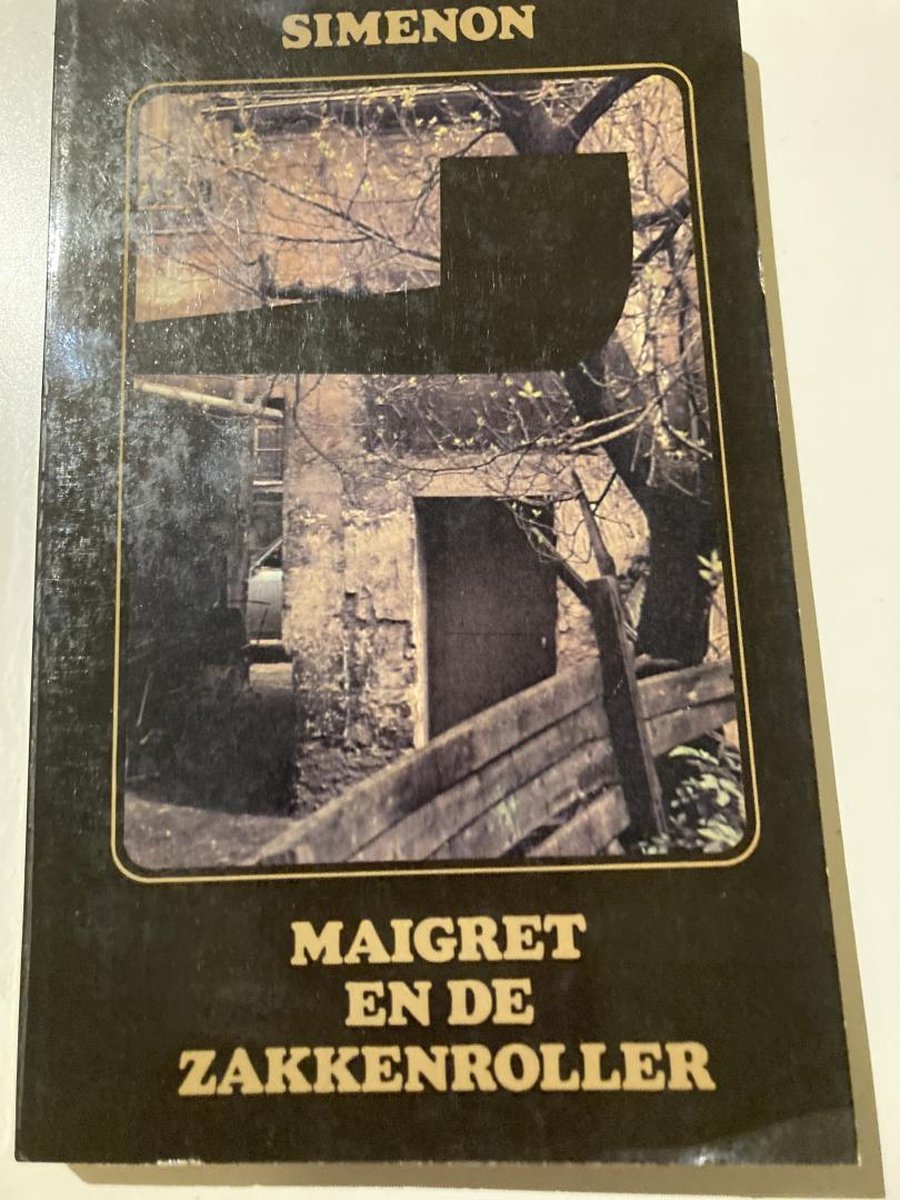 SIMENON
MAIGRET
EN DE
ZAKKENROLLER